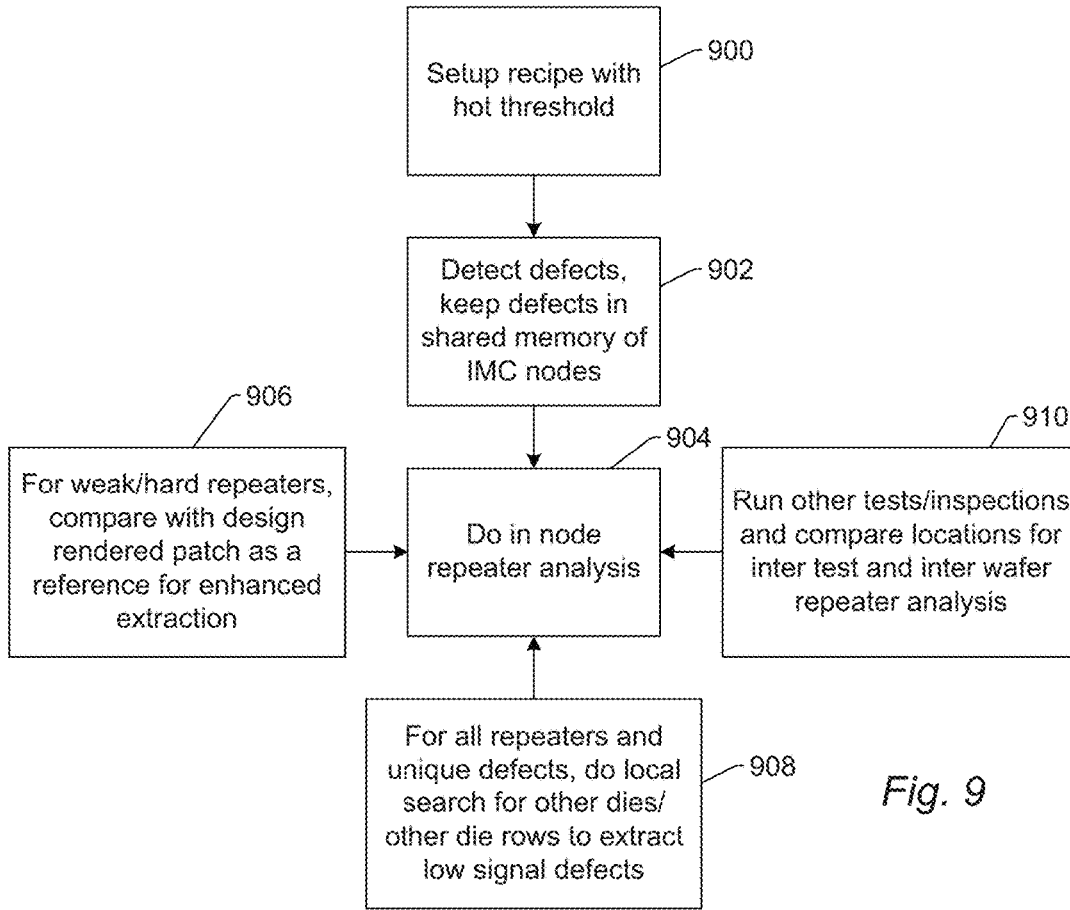 Setup recipe with
hot threshold
900
Detect defects,
keep defects in
shared memory of
IMC nodes
902
906
For weak/hard repeaters,
compare with design
rendered patch as a
reference for enhanced
extraction
904
Do in node
repeater analysis
910
Run other tests/inspections
and compare locations for
inter test and inter wafer
repeater analysis
For all repeaters and
unique defects, do local
search for other dies/
other die rows to extract
low signal defects
908
Fig. 9